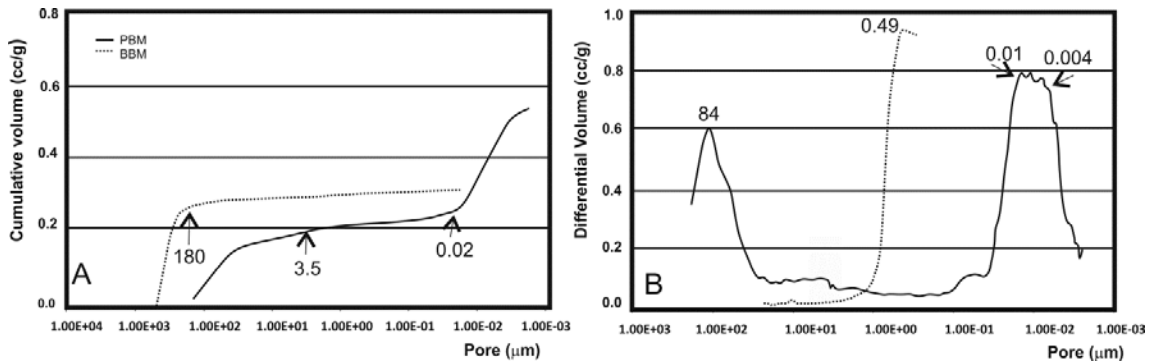 Cumulative volume (cc/g)
0.8
0.6
0.4
0.2
0.0
PBM
BBM
A
180
3.5
0.02
1.00E+04 1.00E+03 1.00E+02 1.00E+01 1.00E+00 1.00E-01 1.00E-02 1.00E-03
Pore (μm)
Differential Volume (cc/g)
1.0
0.8
0.6
0.4
0.2
0.0
0.49
0.01 0.004
84
B
1.00E+03 1.00E+02 1.00E+01 1.00E+00 1.00E-01 1.00E-02 1.00E-03
Pore (μm)